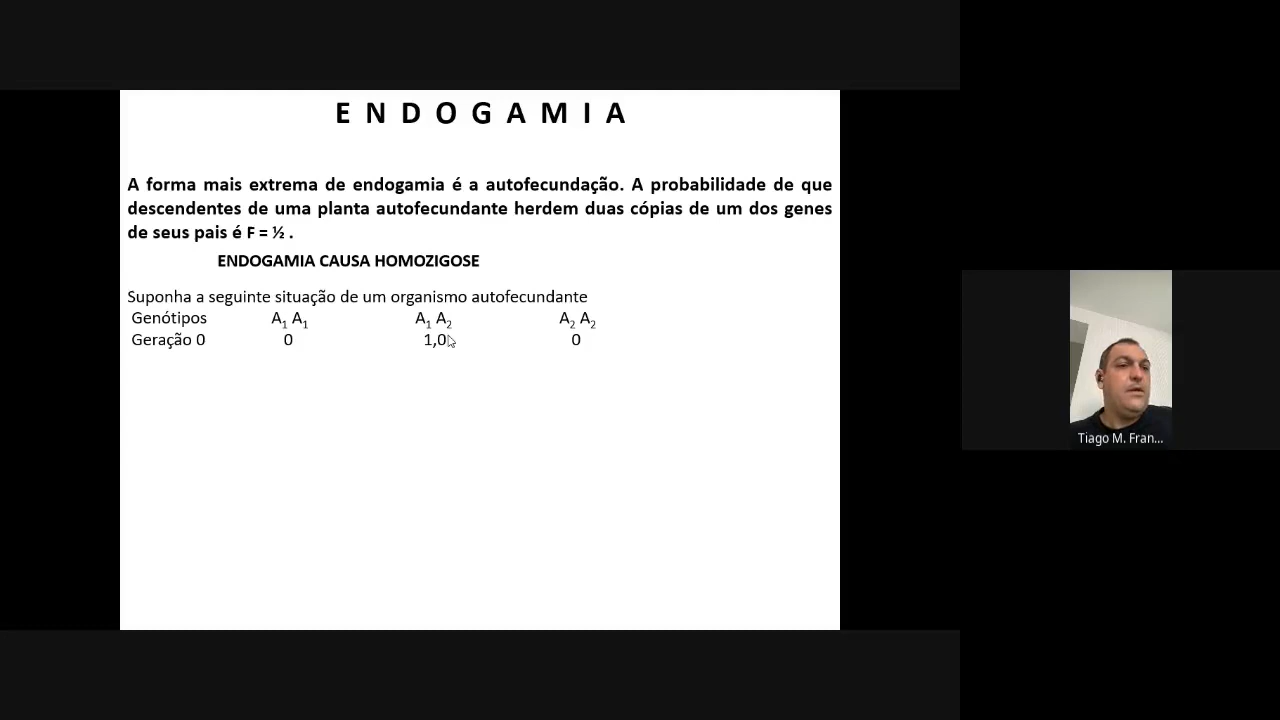 E N D O G A M I A
A forma mais extrema de endogamia é a autofecundação. A probabilidade de que
descendentes de uma planta autofecundante herdem duas cópias de um dos genes
de seus pais é F = ½ .
ENDOGAMIA CAUSA HOMOZIGOSE
Suponha a seguinte situação de um organismo autofecundante
Genótipos A₁ A₁ A₁ A₂ A₂ A₂
Geração 0 0 1,0 0
Tiago M. Fran...